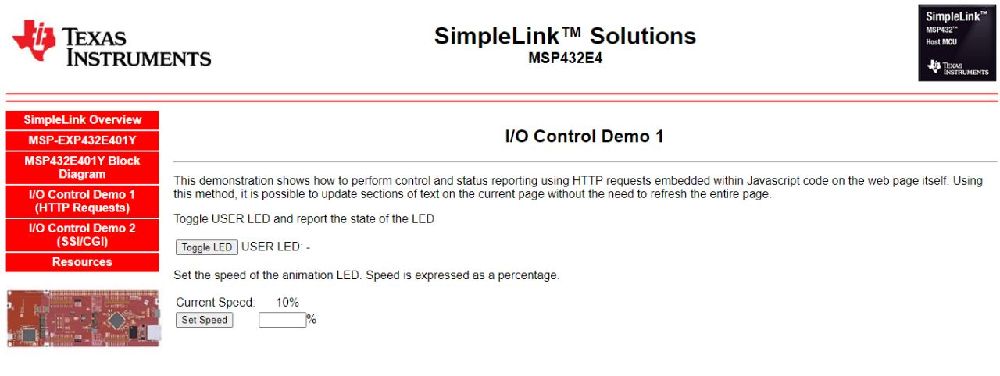 TEXAS
INSTRUMENTS
SimpleLink™ Solutions
MSP432E4
SimpleLink™
MSP432™
Host MCU
TEXAS
INSTRUMENTS
SimpleLink Overview
MSP-EXP432E401Y
MSP432E401Y Block
Diagram
I/O Control Demo 1
(HTTP Requests)
I/O Control Demo 2
(SSI/CGI)
Resources
I/O Control Demo 1
This demonstration shows how to perform control and status reporting using HTTP requests embedded within Javascript code on the web page itself. Using
this method, it is possible to update sections of text on the current page without the need to refresh the entire page.
Toggle USER LED and report the state of the LED
Toggle LED USER LED: -
Set the speed of the animation LED. Speed is expressed as a percentage.
Current Speed: 10%
Set Speed %